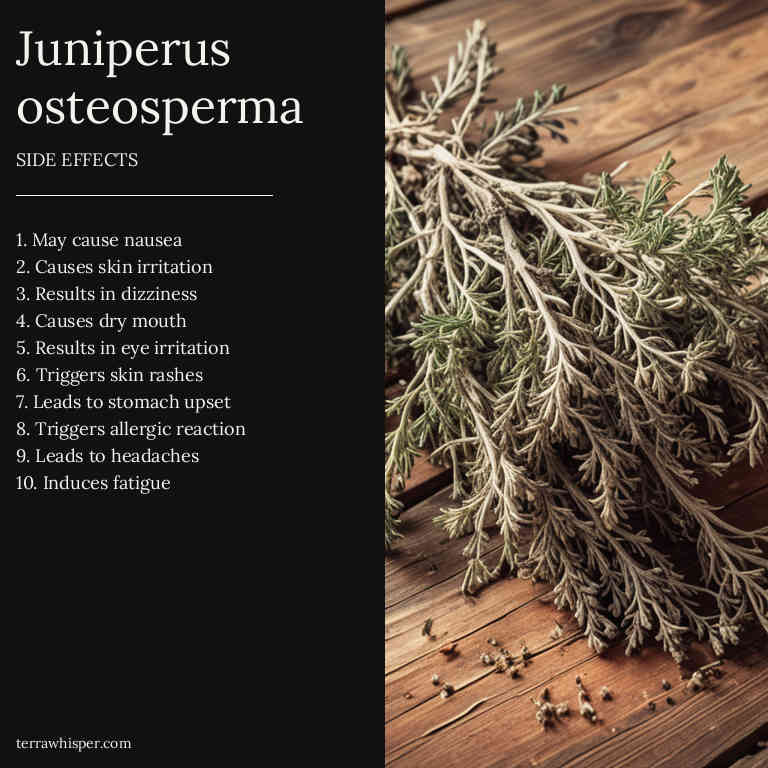 Juniperus
osteosperma
SIDE EFFECTS
1. May cause nausea
2. Causes skin irritation
3. Results in dizziness
4. Causes dry mouth
5. Results in eye irritation
6. Triggers skin rashes
7. Leads to stomach upset
8. Triggers allergic reaction
9. Leads to headaches
10. Induces fatigue
terrawhisper.com